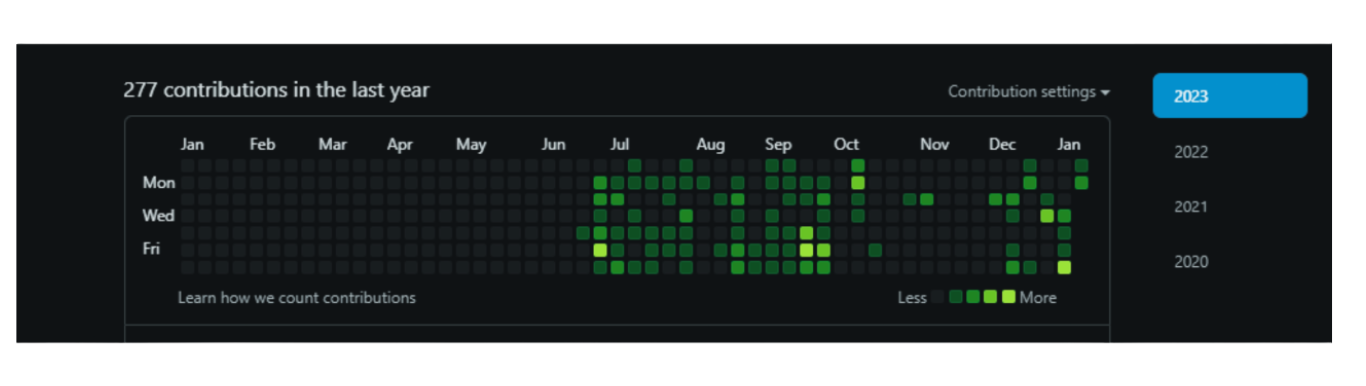 277 contributions in the last year
Contribution settings
2023
2022
2021
2020
Jan Feb Mar Apr May Jun Jul Aug Sep Oct Nov Dec Jan
Mon
Wed
Fri
Learn how we count contributions
Less More